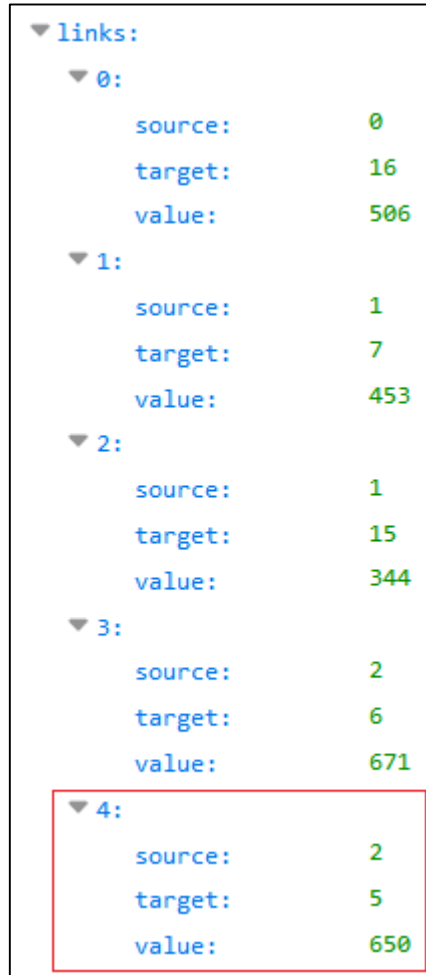 links:
0:
source: 0
target: 16
value: 506
1:
source: 1
target: 7
value: 453
2:
source: 1
target: 15
value: 344
3:
source: 2
target: 6
value: 671
4:
source: 2
target: 5
value: 650